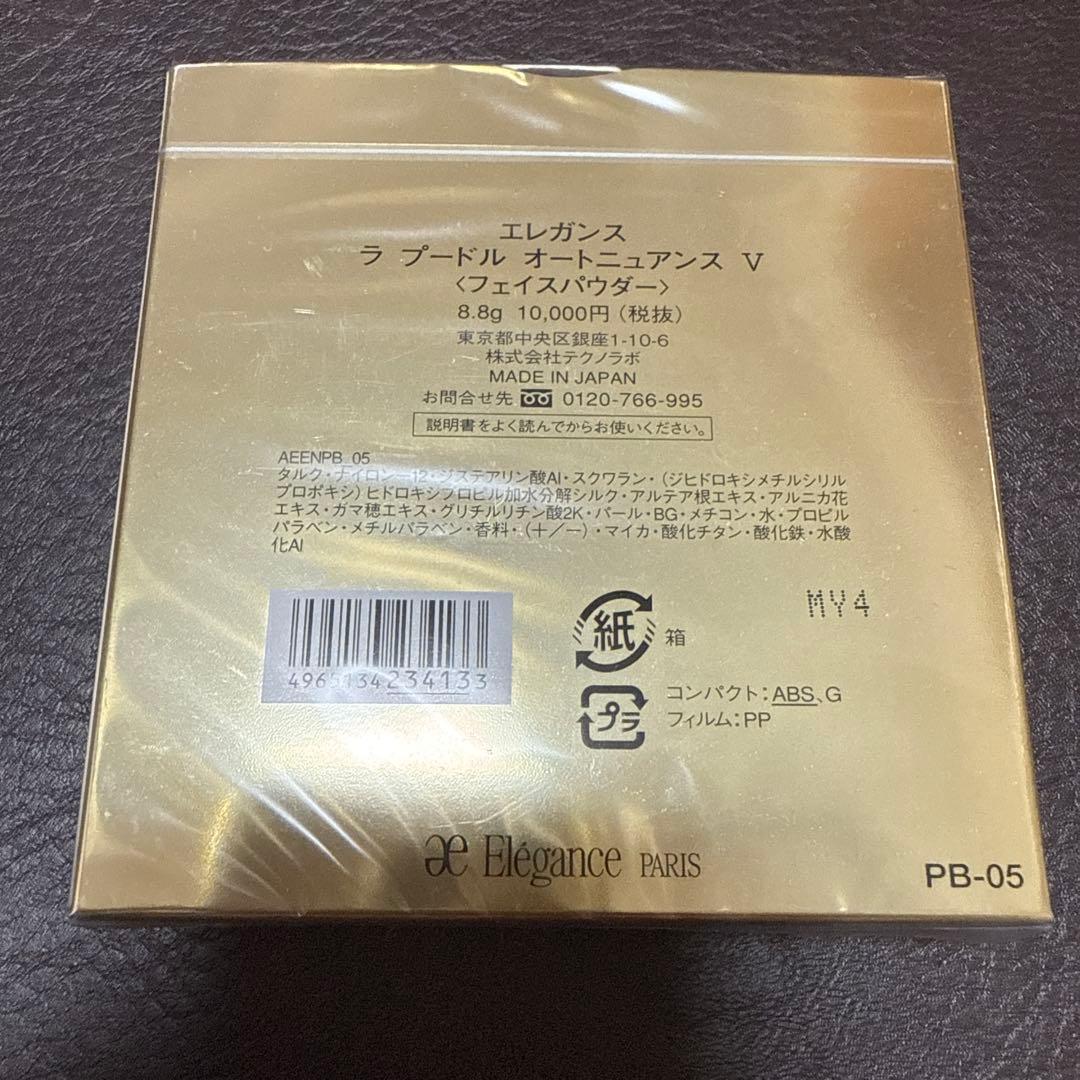 エレガンス
ラ プードル オートニュアンス V
〈フェイスパウダー〉
8.8g 10,000円(税抜)
東京都中央区銀座1-10-6
株式会社テクノラボ
MADE IN JAPAN
お問合せ先 0120-766-995
説明書をよく読んでからお使いください。
AEENPB 05
タルク・ナイロン−12・ジステアリン酸Al・スクワラン・(ジヒドロキシメチルシリル
プロポキシ)ヒドロキシプロピル加水分解シルク・アルテア根エキス・アルニカ花
エキス・ガマ穂エキス・グリチルリチン酸2K・パール・BG・メチコン・水・プロピル
パラベン・メチルパラベン・香料・(+/−)・マイカ・酸化チタン・酸化鉄・水酸
化Al
4965134234133
紙 箱
MY4
プラ
コンパクト:ABS、G
フィルム:PP
æ Elégance PARIS
PB-05